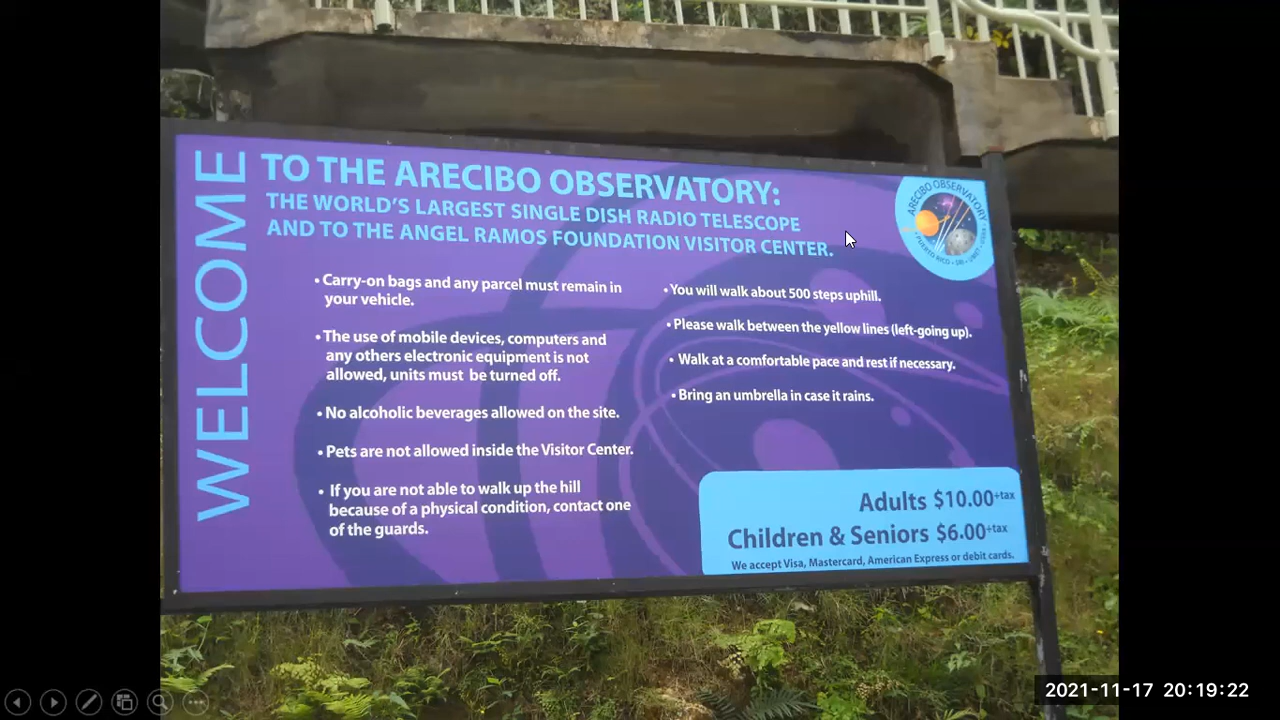 WELCOME
TO THE ARECIBO OBSERVATORY:
THE WORLD'S LARGEST SINGLE DISH RADIO TELESCOPE
AND TO THE ANGEL RAMOS FOUNDATION VISITOR CENTER.
ARECIBO OBSERVATORY
• Carry-on bags and any parcel must remain in
your vehicle.
• The use of mobile devices, computers and
any others electronic equipment is not
allowed, units must be turned off.
• No alcoholic beverages allowed on the site.
• Pets are not allowed inside the Visitor Center.
• If you are not able to walk up the hill
because of a physical condition, contact one
of the guards.
• You will walk about 500 steps uphill.
• Please walk between the yellow lines (left-going up).
• Walk at a comfortable pace and rest if necessary.
• Bring an umbrella in case it rains.
Adults $10.00+tax
Children & Seniors $6.00+tax
We accept Visa, Mastercard, American Express or debit cards.
2021-11-17 20:19:22